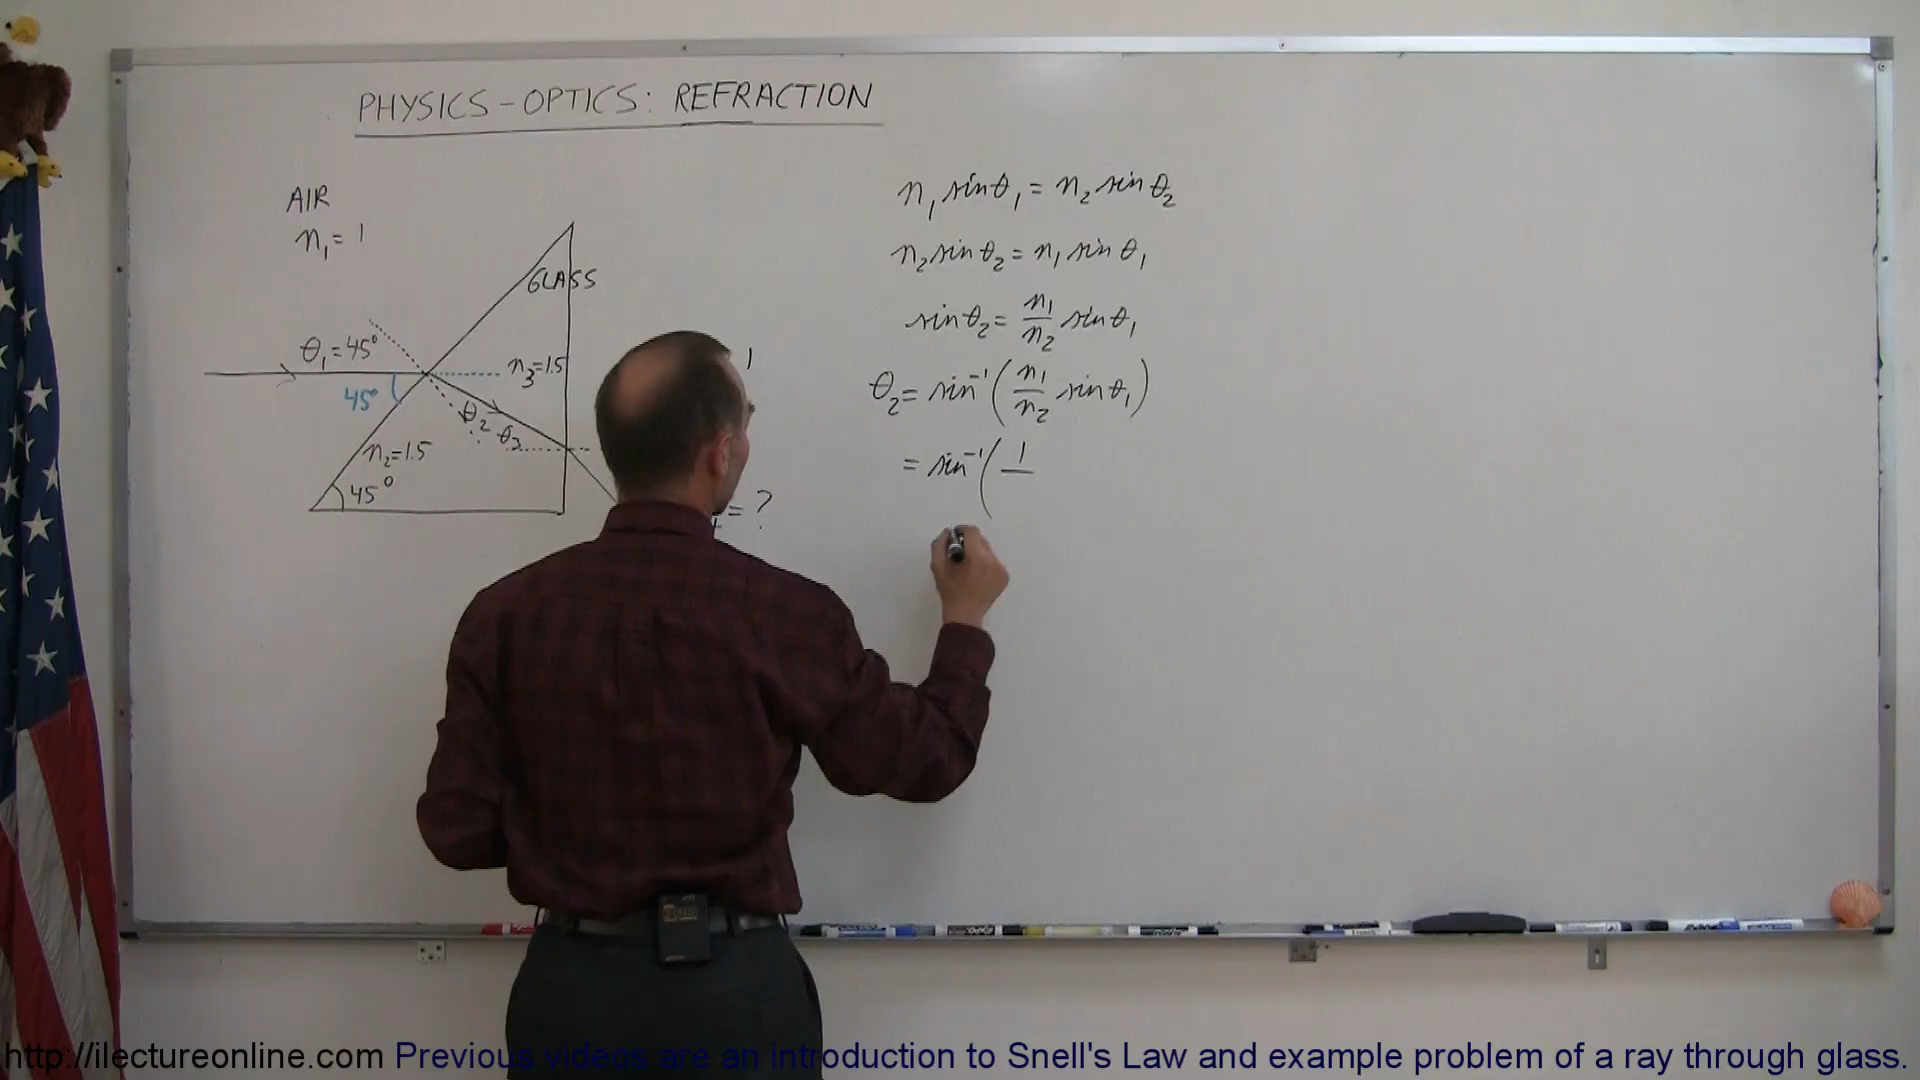 PHYSICS - OPTICS: REFRACTION
AIR
n₁ = 1
GLASS
θ₁ = 45°
45°
n₃ = 1.5
θ₂
θ₃
n₂ = 1.5
45°
1
= ?
n₁ sin θ₁ = n₂ sin θ₂
n₂ sin θ₂ = n₁ sin θ₁
sin θ₂ = n₁/n₂ sin θ₁
θ₂ = sin⁻¹ (n₁/n₂ sin θ₁)
= sin⁻¹ (1/
http://ilectureonline.com Previous videos are an introduction to Snell's Law and example problem of a ray through glass.